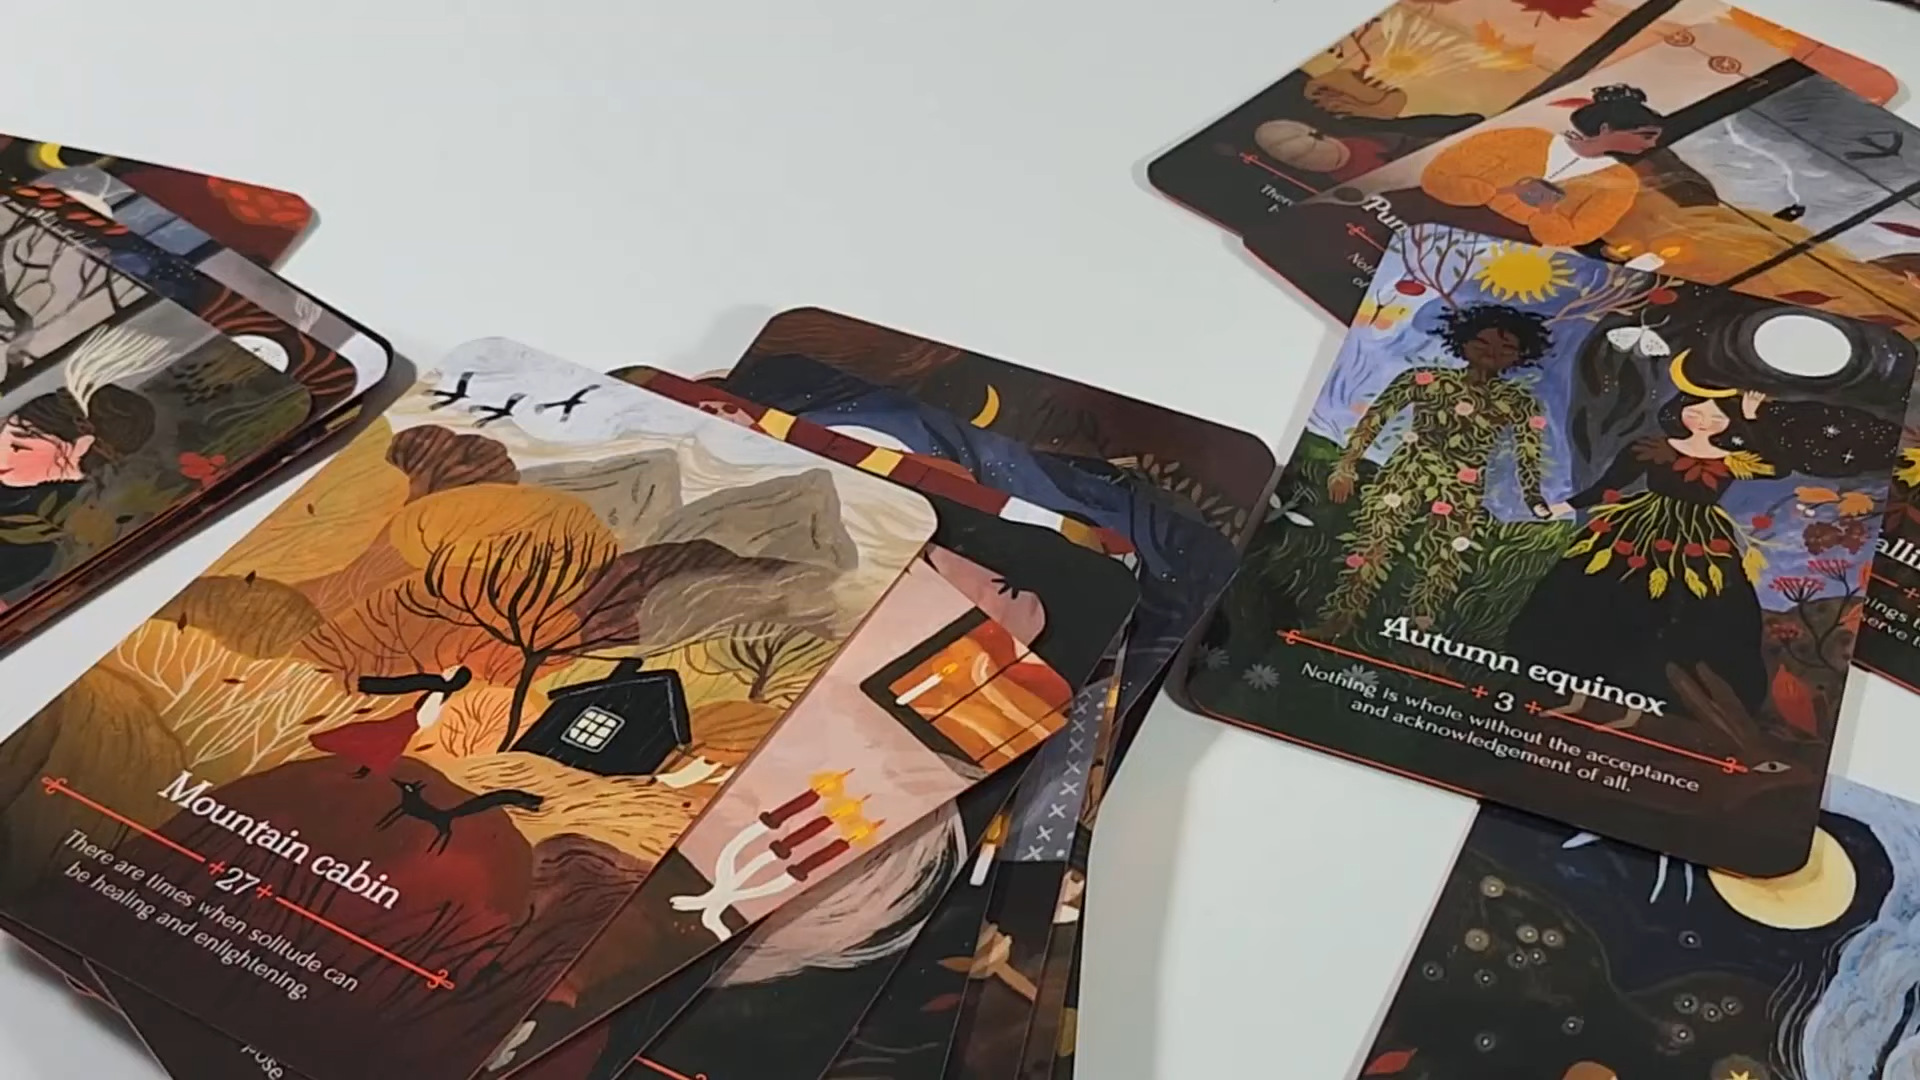 Mountain cabin
+27+
There are times when solitude can
be healing and enlightening.
Autumn equinox
+3+
Nothing is whole without the acceptance
and acknowledgement of all.
pose